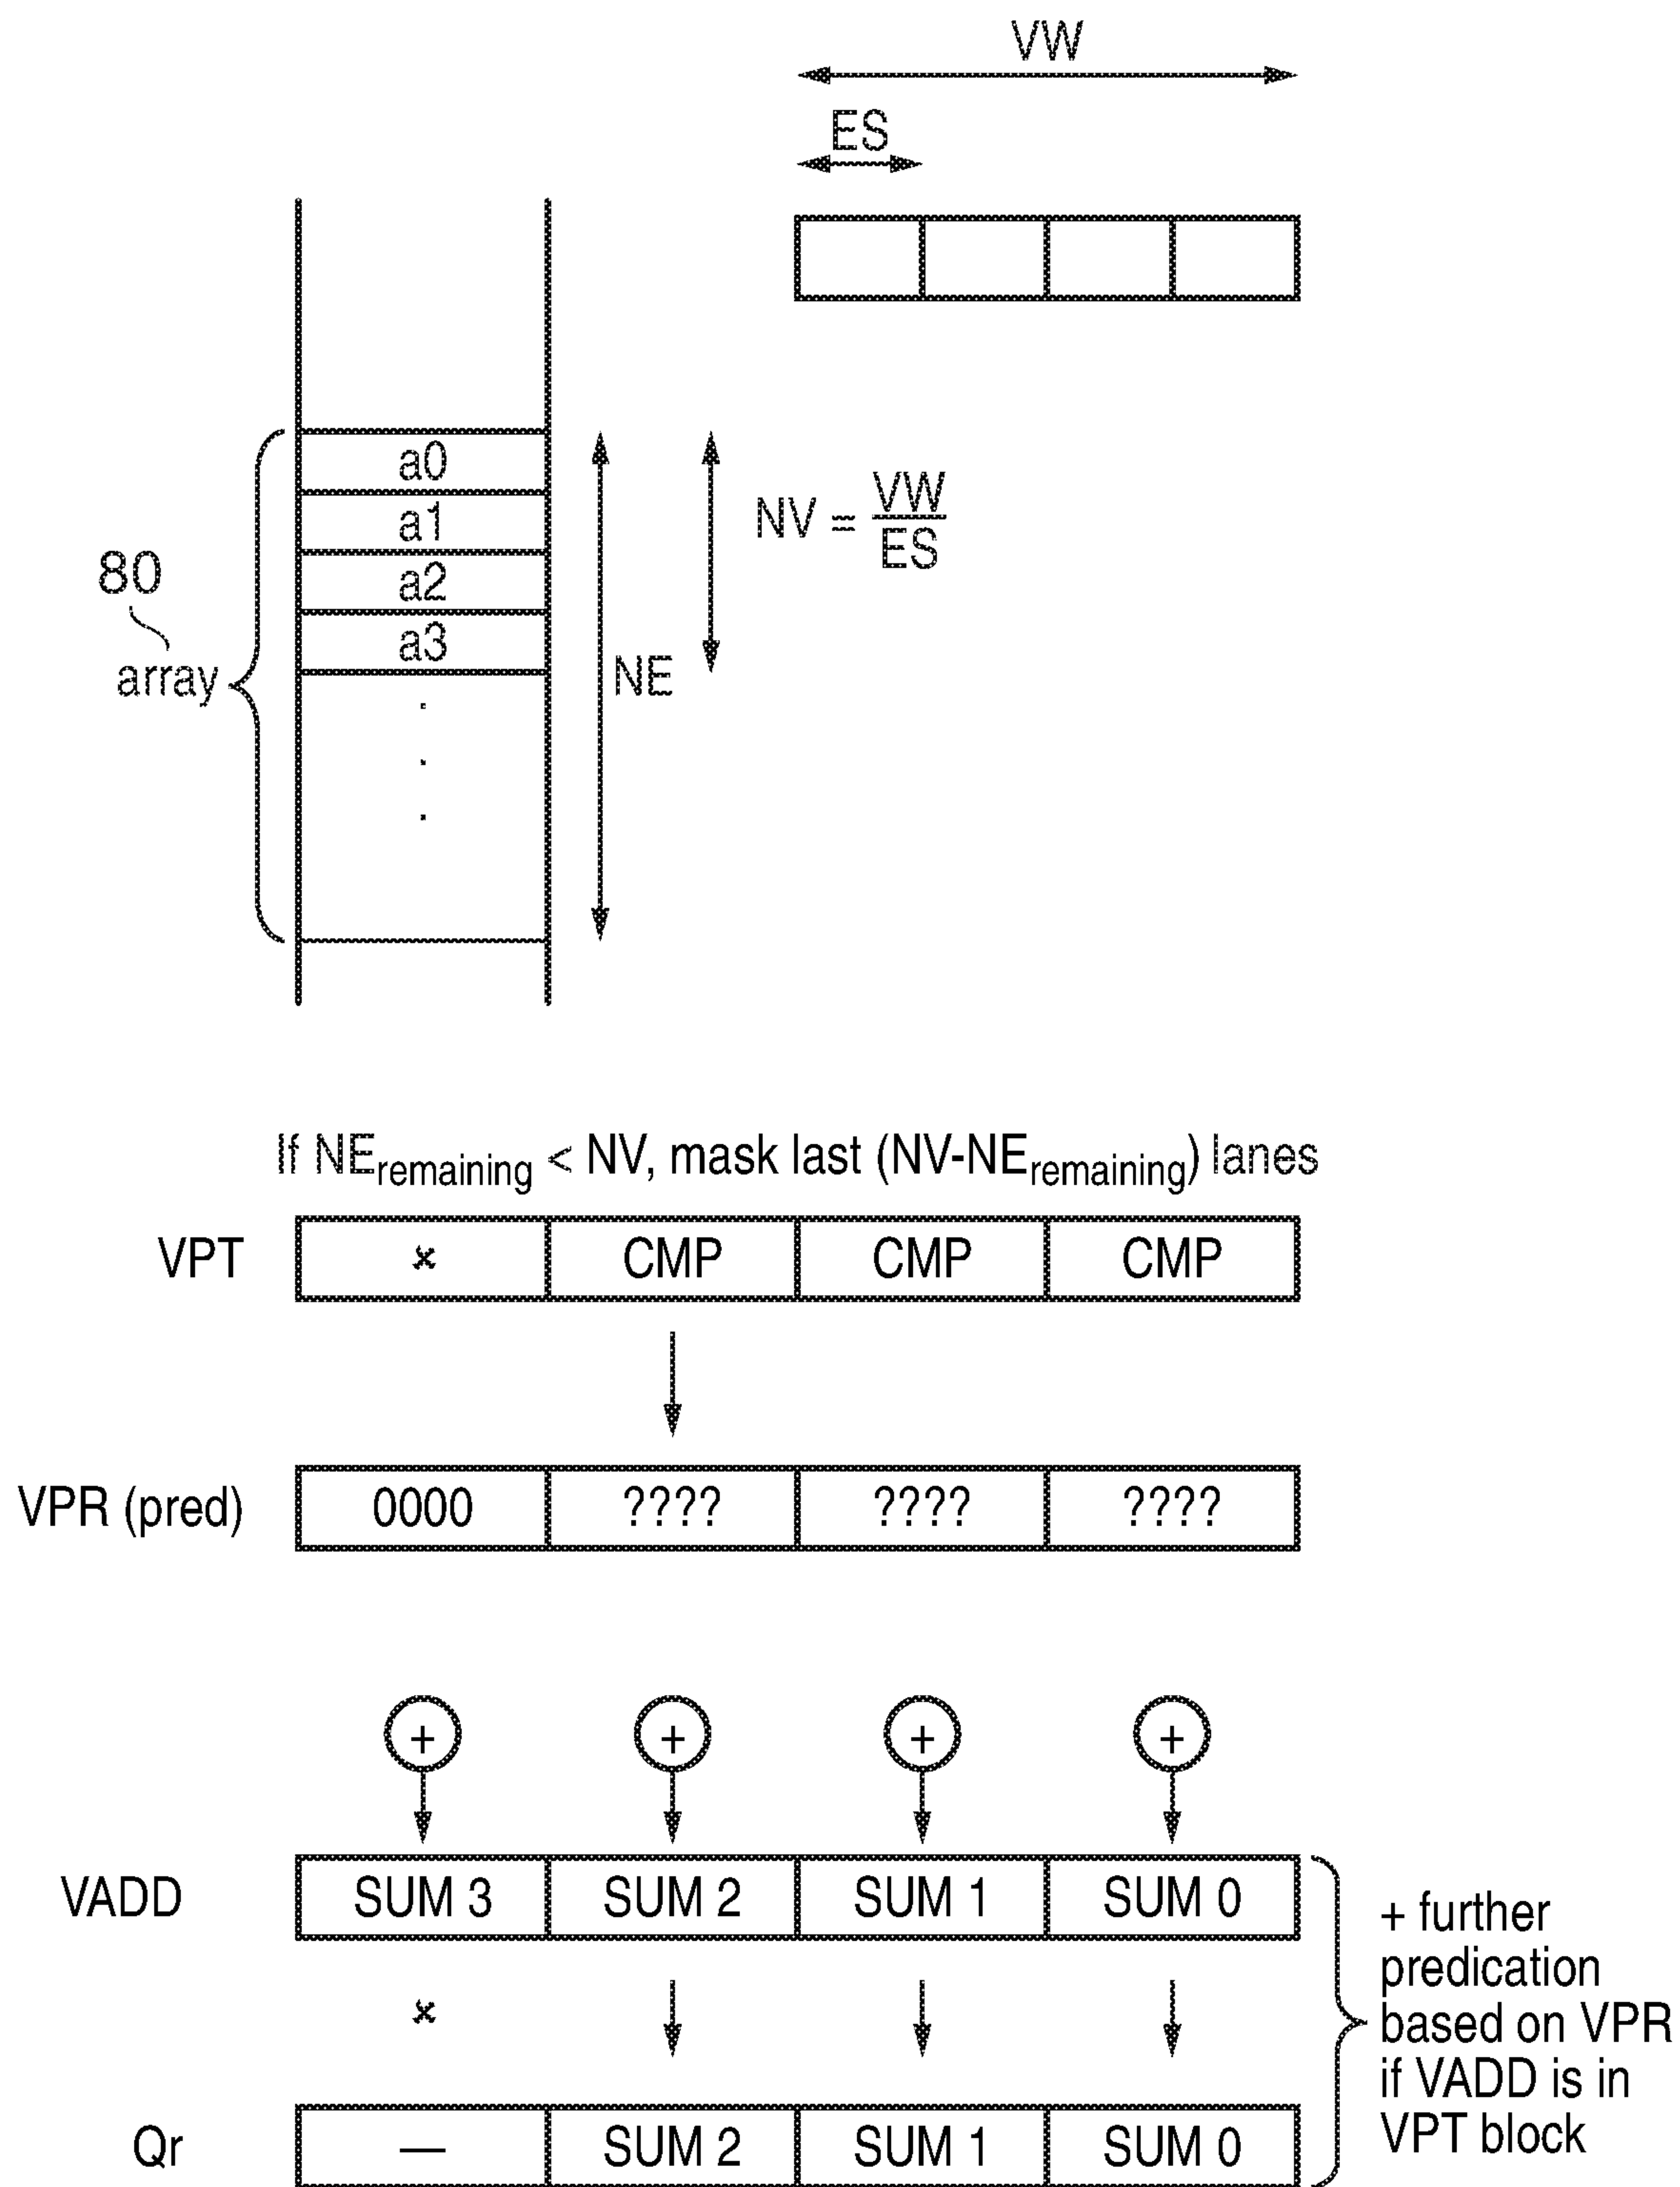 VW
ES
a0
a1
a2
a3
.
.
.
80
array
NE
NV = VW/ES
If NEremaining < NV, mask last (NV-NEremaining) lanes
VPT × CMP CMP CMP
VPR (pred) 0000 ???? ???? ????
+ + + +
VADD SUM 3 SUM 2 SUM 1 SUM 0
×
Qr — SUM 2 SUM 1 SUM 0
+ further
predication
based on VPR
if VADD is in
VPT block